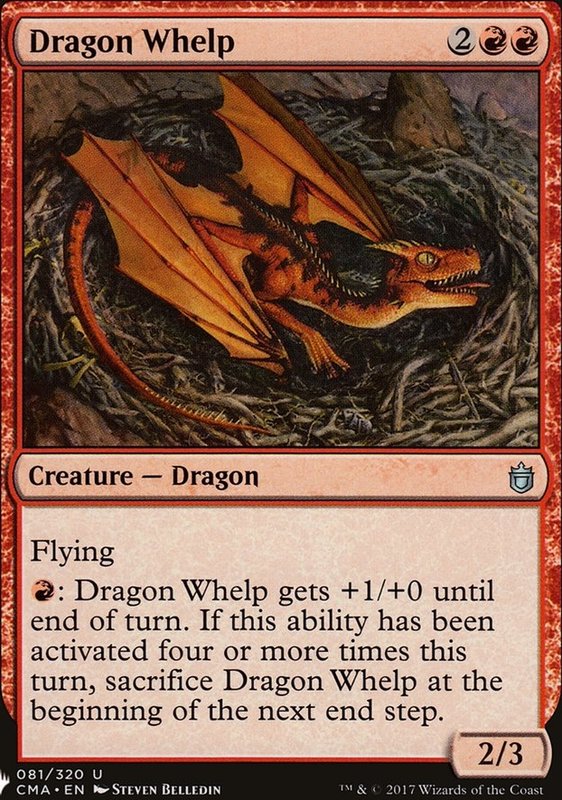 Dragon Whelp 2
Creature — Dragon
Flying
: Dragon Whelp gets +1/+0 until
end of turn. If this ability has been
activated four or more times this
turn, sacrifice Dragon Whelp at the
beginning of the next end step.
2/3
081/320 U
CMA • EN Steven Belledin
™ & © 2017 Wizards of the Coast